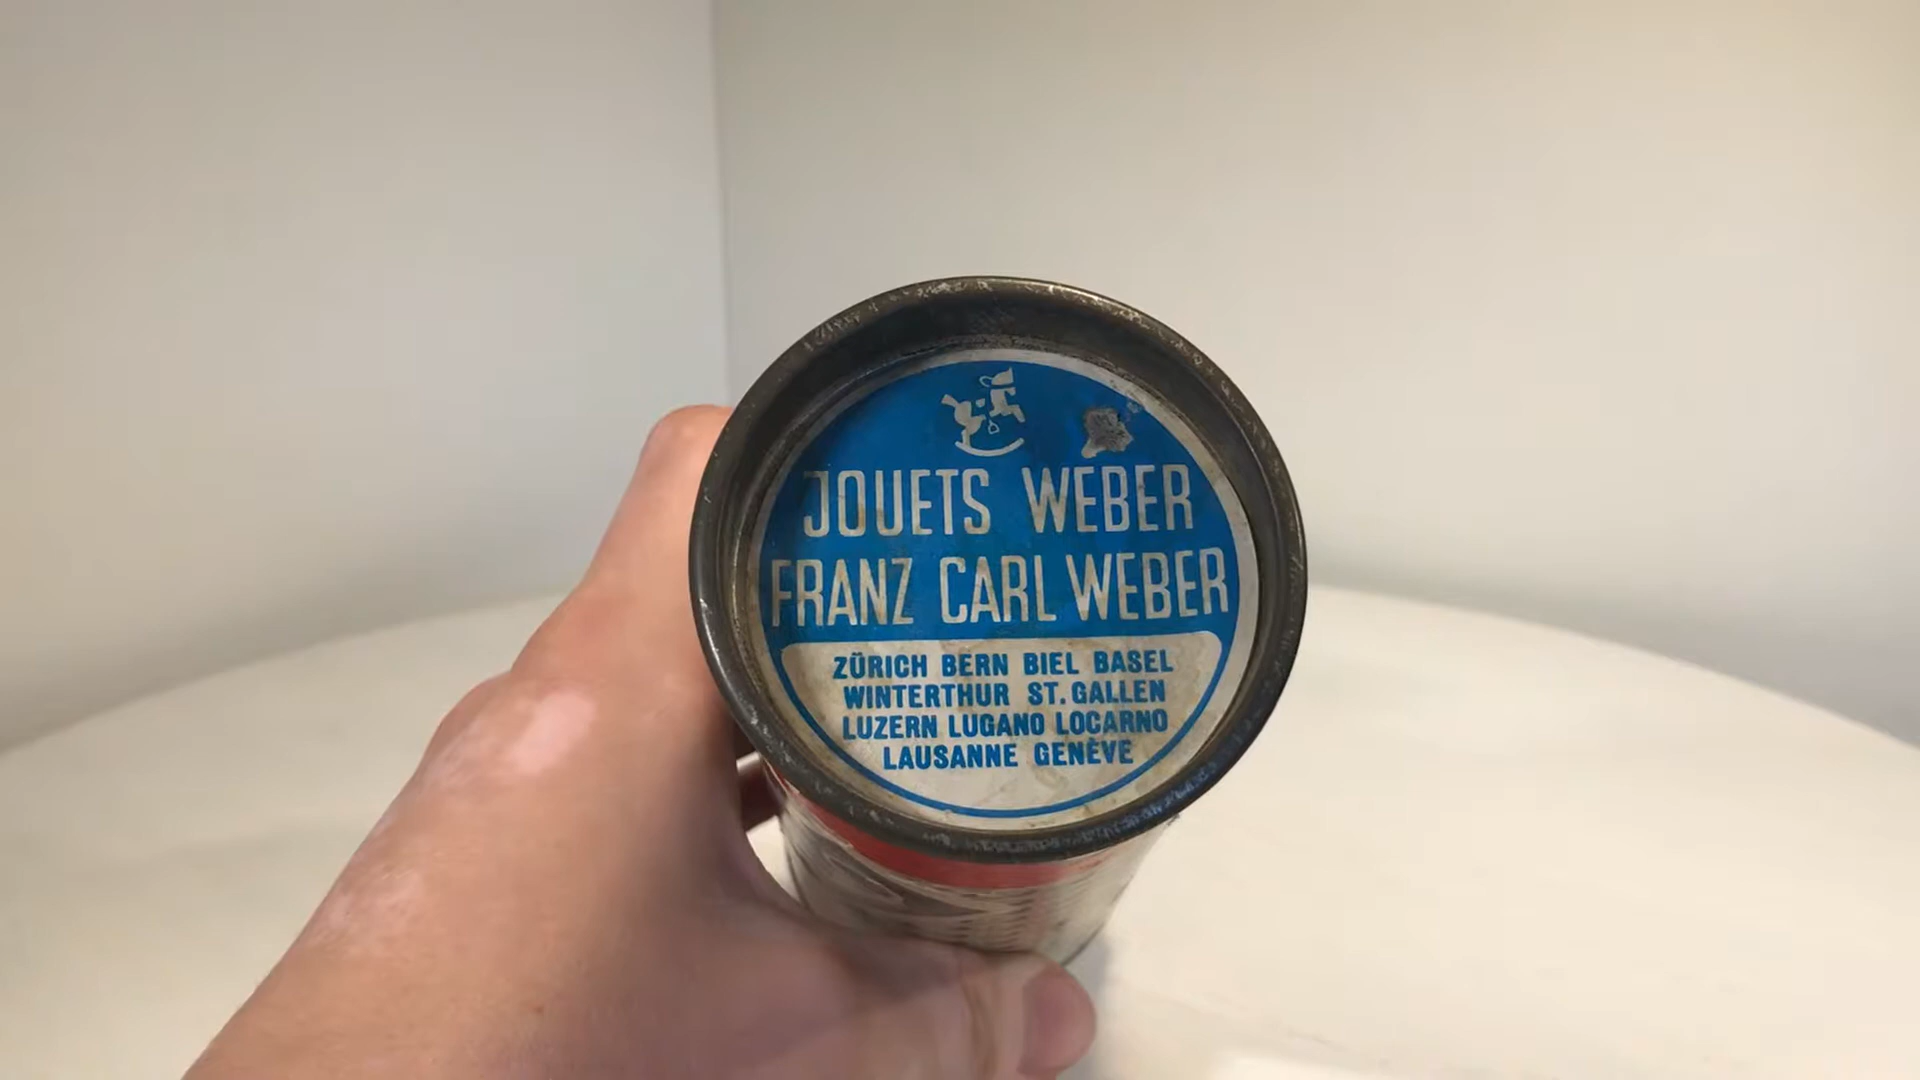 JOUETS WEBER
FRANZ CARL WEBER
ZÜRICH BERN BIEL BASEL
WINTERTHUR ST. GALLEN
LUZERN LUGANO LOCARNO
LAUSANNE GENÈVE